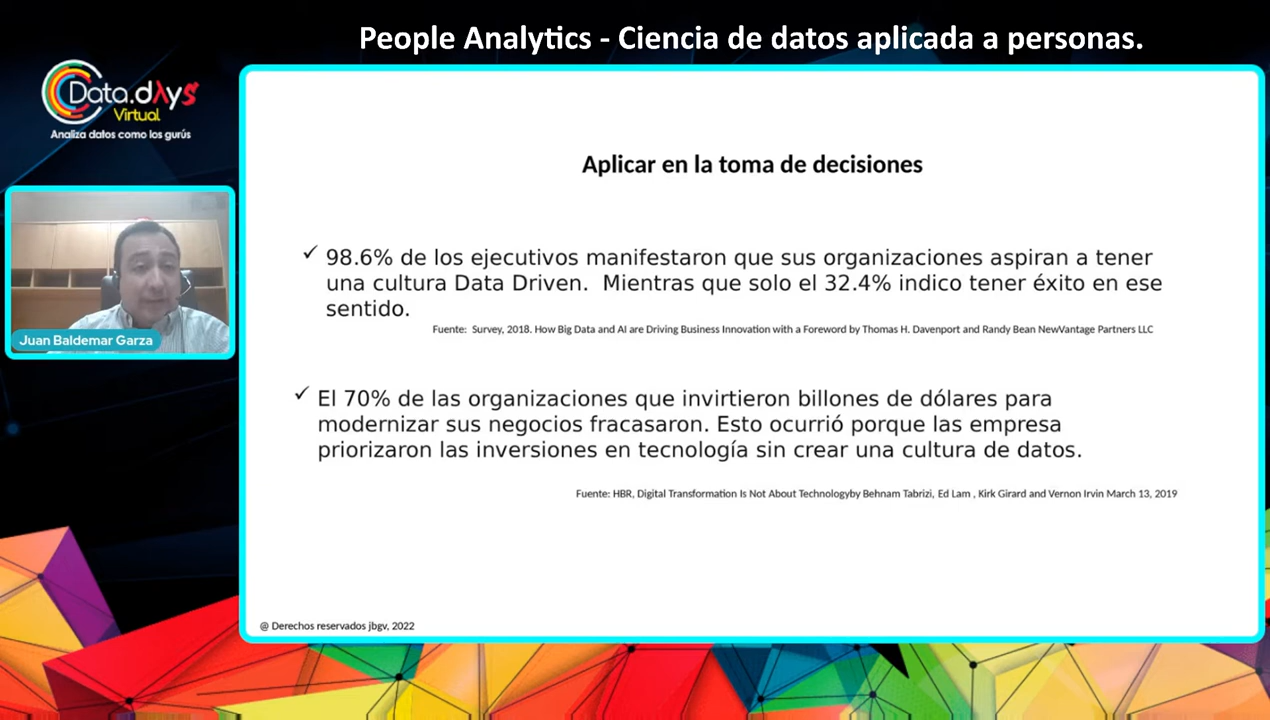 People Analytics - Ciencia de datos aplicada a personas.
Data.dAys
Virtual
Analiza datos como los gurús
Juan Baldemar Garza
Aplicar en la toma de decisiones
✓ 98.6% de los ejecutivos manifestaron que sus organizaciones aspiran a tener
una cultura Data Driven. Mientras que solo el 32.4% indico tener éxito en ese
sentido.
Fuente: Survey, 2018. How Big Data and AI are Driving Business Innovation with a Foreword by Thomas H. Davenport and Randy Bean NewVantage Partners LLC
✓ El 70% de las organizaciones que invirtieron billones de dólares para
modernizar sus negocios fracasaron. Esto ocurrió porque las empresa
priorizaron las inversiones en tecnología sin crear una cultura de datos.
Fuente: HBR, Digital Transformation Is Not About Technologyby Behnam Tabrizi, Ed Lam , Kirk Girard and Vernon Irvin March 13, 2019
@ Derechos reservados jbgv, 2022